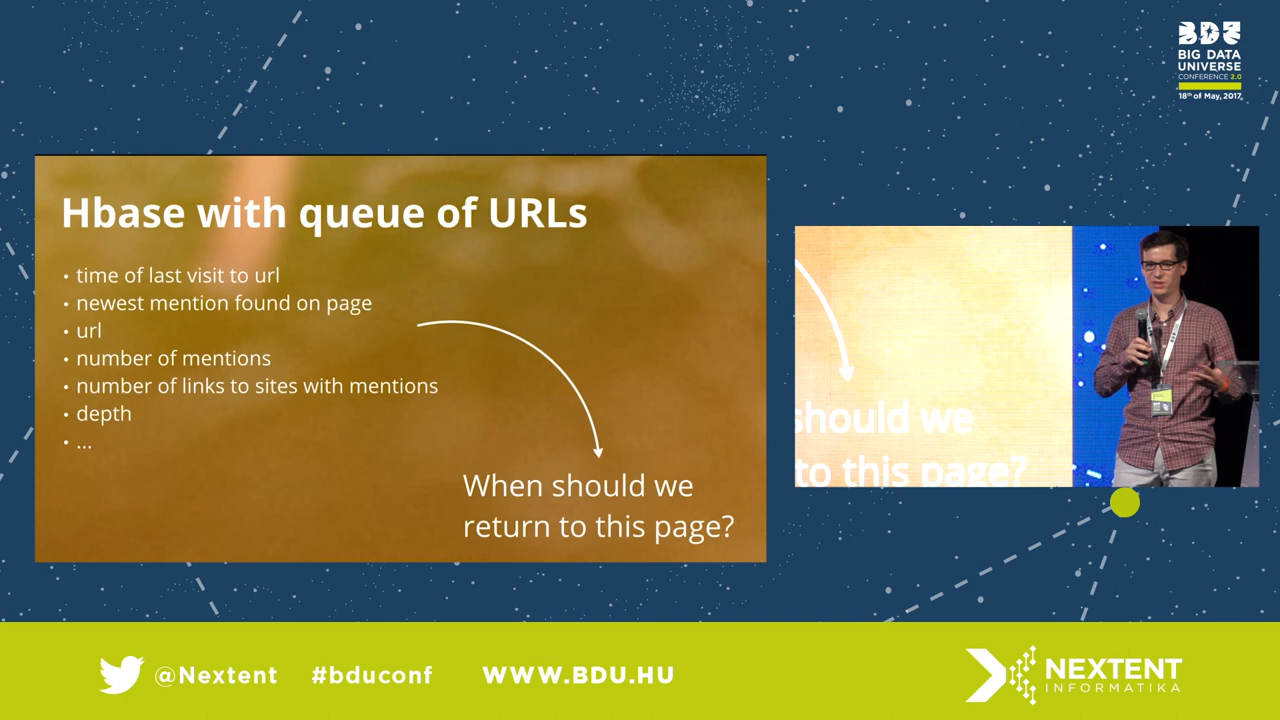 BDU
BIG DATA
UNIVERSE
CONFERENCE 2.0
18th of May, 2017
Hbase with queue of URLs
• time of last visit to url
• newest mention found on page
• url
• number of mentions
• number of links to sites with mentions
• depth
• ...
When should we
return to this page?
should we
to this page?
@Nextent #bduconf WWW.BDU.HU
NEXTENT
INFORMATIKA